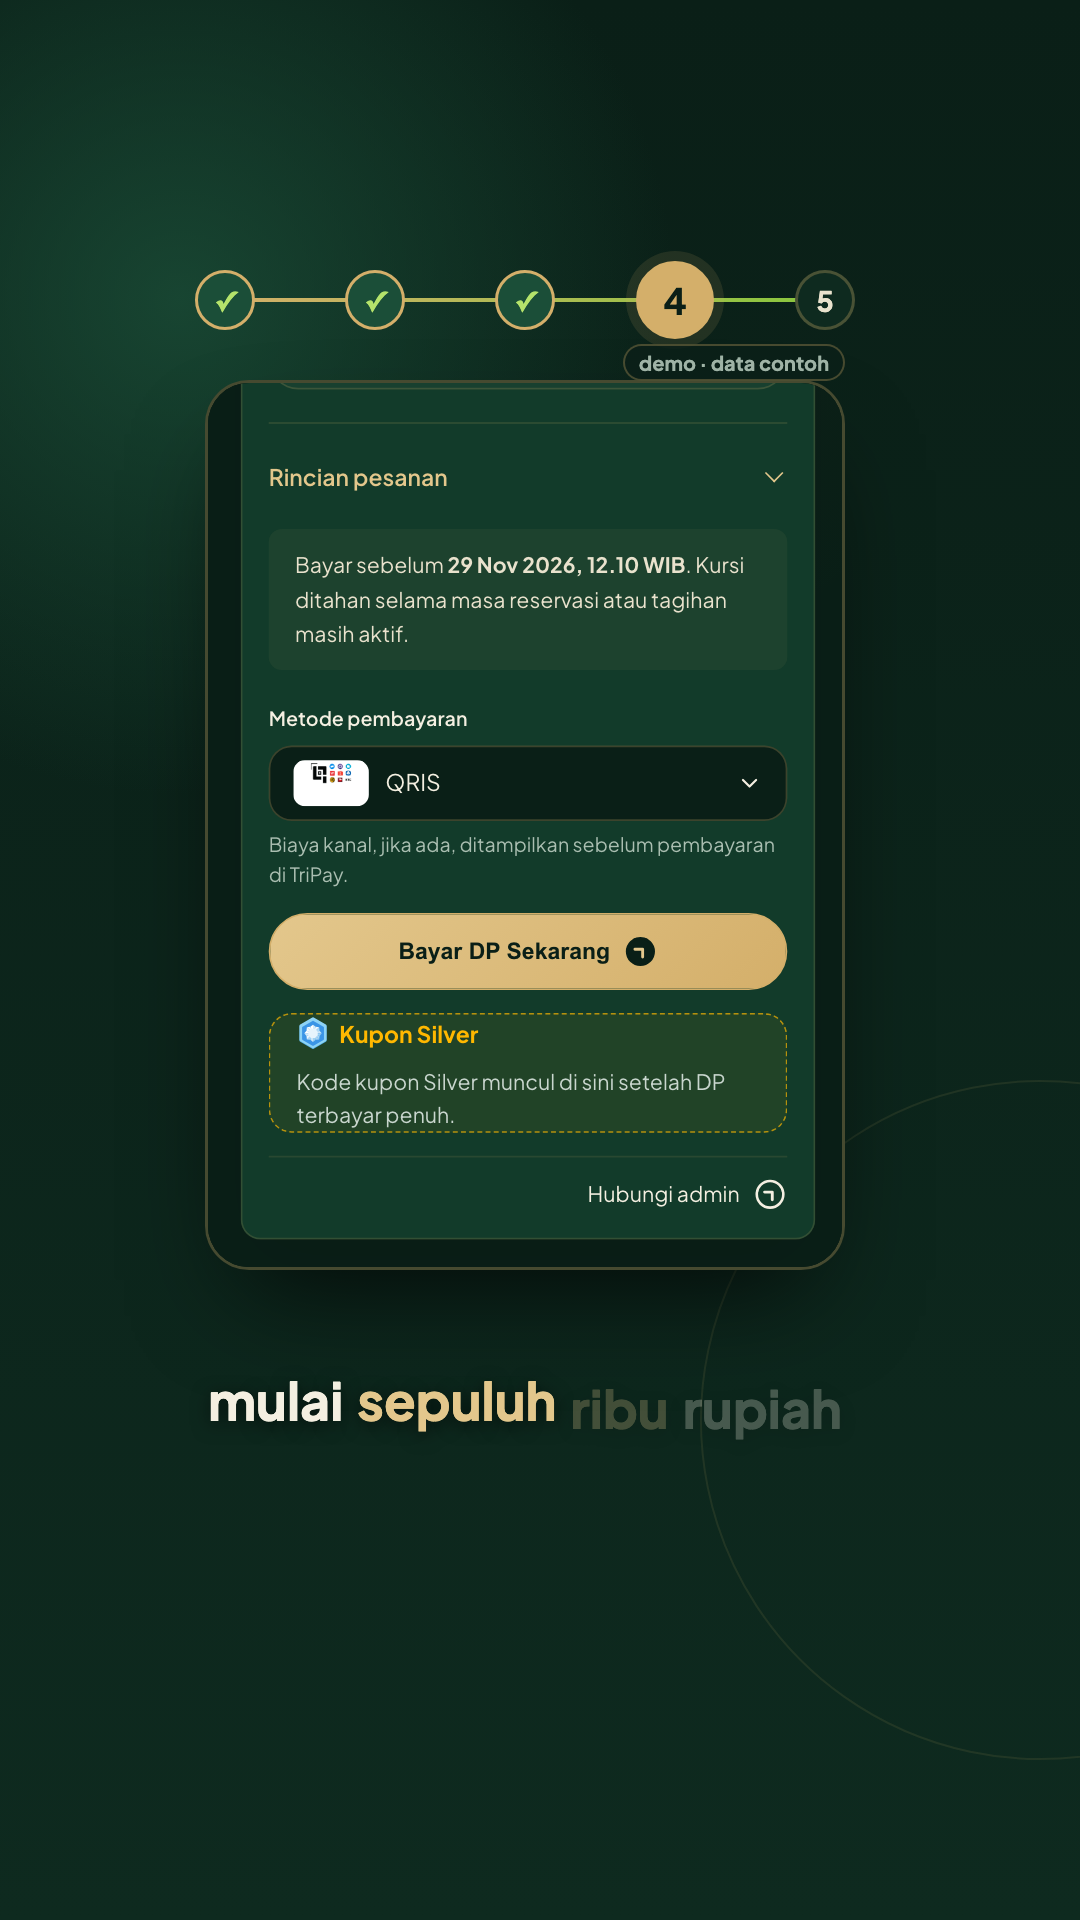 4
5
demo · data contoh
Rincian pesanan
Bayar sebelum 29 Nov 2026, 12.10 WIB. Kursi
ditahan selama masa reservasi atau tagihan
masih aktif.
Metode pembayaran
QRIS
Biaya kanal, jika ada, ditampilkan sebelum pembayaran
di TriPay.
Bayar DP Sekarang
Kupon Silver
Kode kupon Silver muncul di sini setelah DP
terbayar penuh.
Hubungi admin
mulai sepuluh ribu rupiah